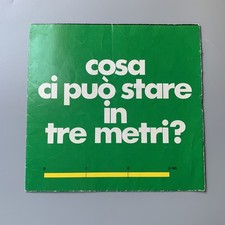 cosa
ci può stare
in
tre metri?